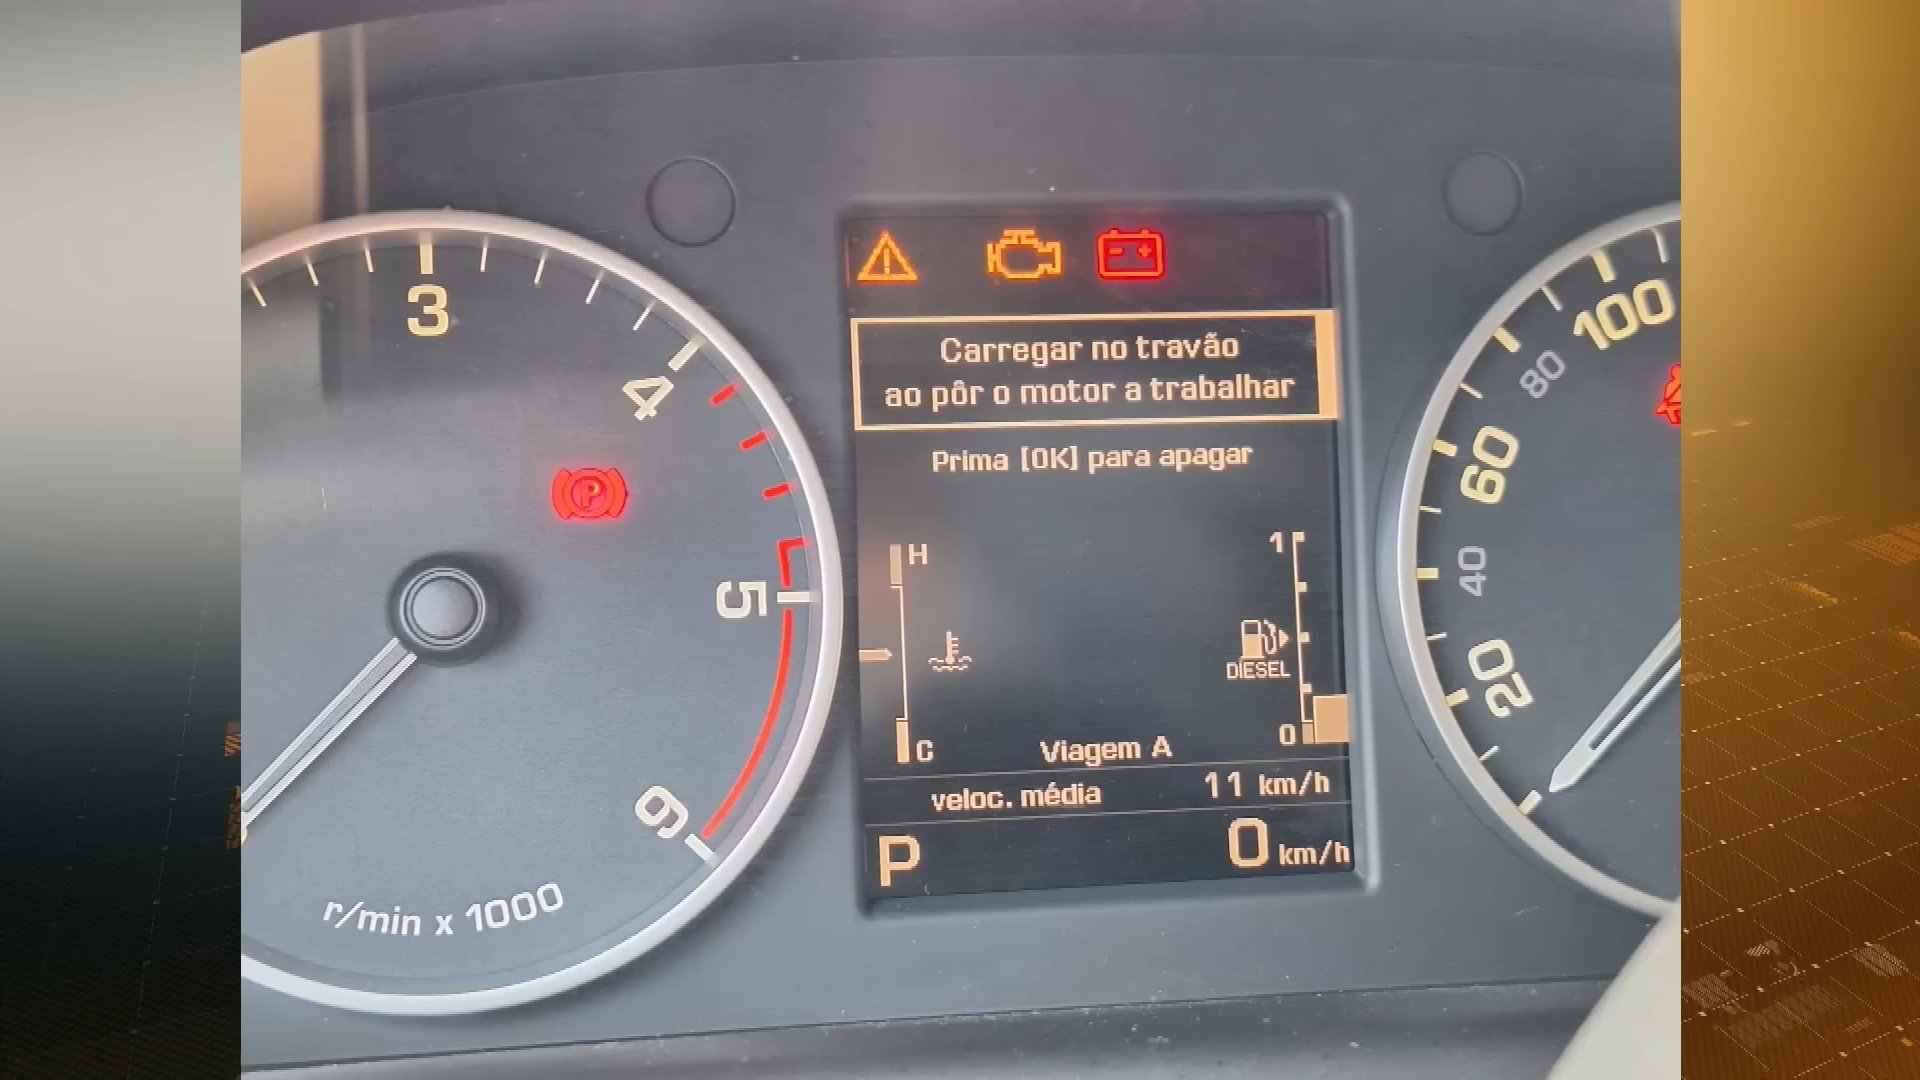 3
4
5
6
r/min x 1000
P
Carregar no travão
ao pôr o motor a trabalhar
Prima [OK] para apagar
H
C
1
0
DIESEL
Viagem A
veloc. média 11 km/h
P 0 km/h
100
80
60
40
20